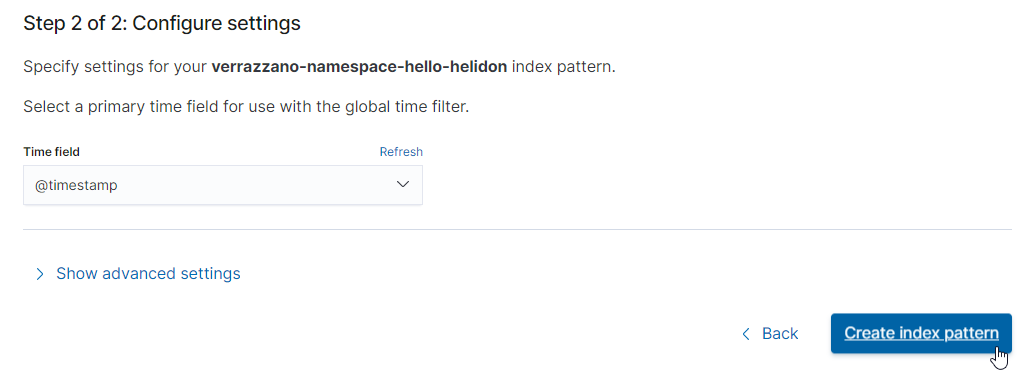 Step 2 of 2: Configure settings
Specify settings for your verrazzano-namespace-hello-helidon index pattern.
Select a primary time field for use with the global time filter.
Time field Refresh
@timestamp
Show advanced settings
Back Create index pattern